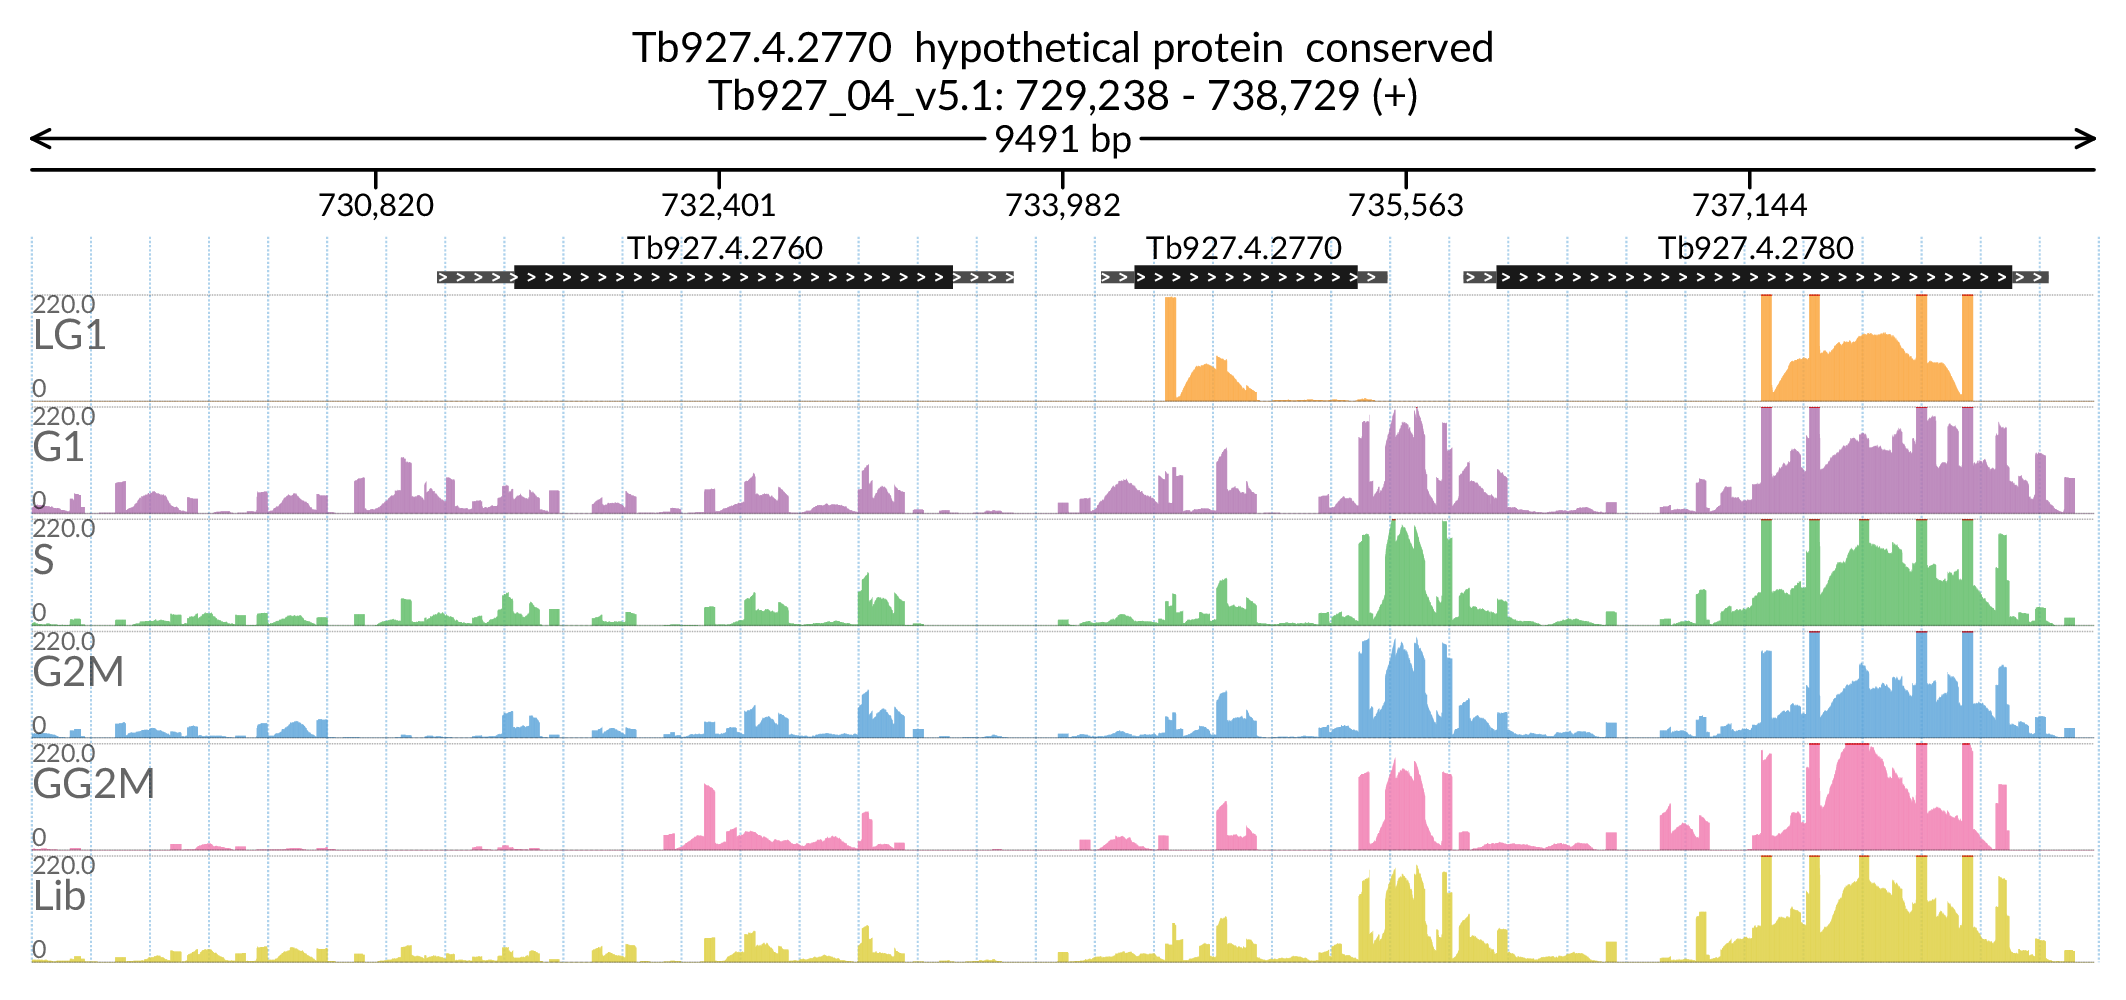 Tb927.4.2770 hypothetical protein conserved
Tb927_04_v5.1: 729,238 - 738,729 (+)
9491 bp
730,820 732,401 733,982 735,563 737,144
Tb927.4.2760 Tb927.4.2770 Tb927.4.2780
220.0
LG1
0
220.0
G1
0
220.0
S
0
220.0
G2M
0
220.0
GG2M
0
220.0
Lib
0